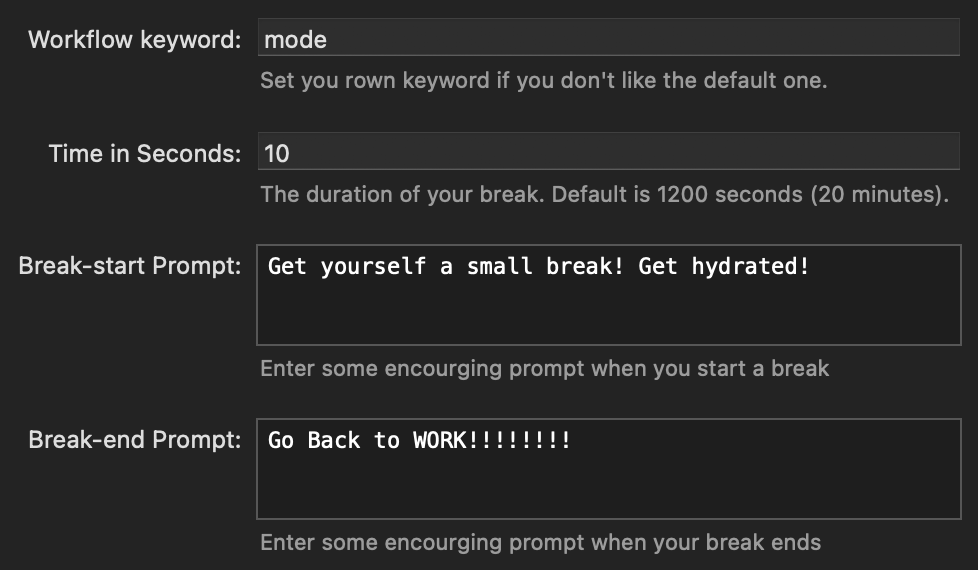 Workflow keyword: mode
Set you rown keyword if you don't like the default one.
Time in Seconds: 10
The duration of your break. Default is 1200 seconds (20 minutes).
Break-start Prompt: Get yourself a small break! Get hydrated!
Enter some encourging prompt when you start a break
Break-end Prompt: Go Back to WORK!!!!!!!!
Enter some encourging prompt when your break ends